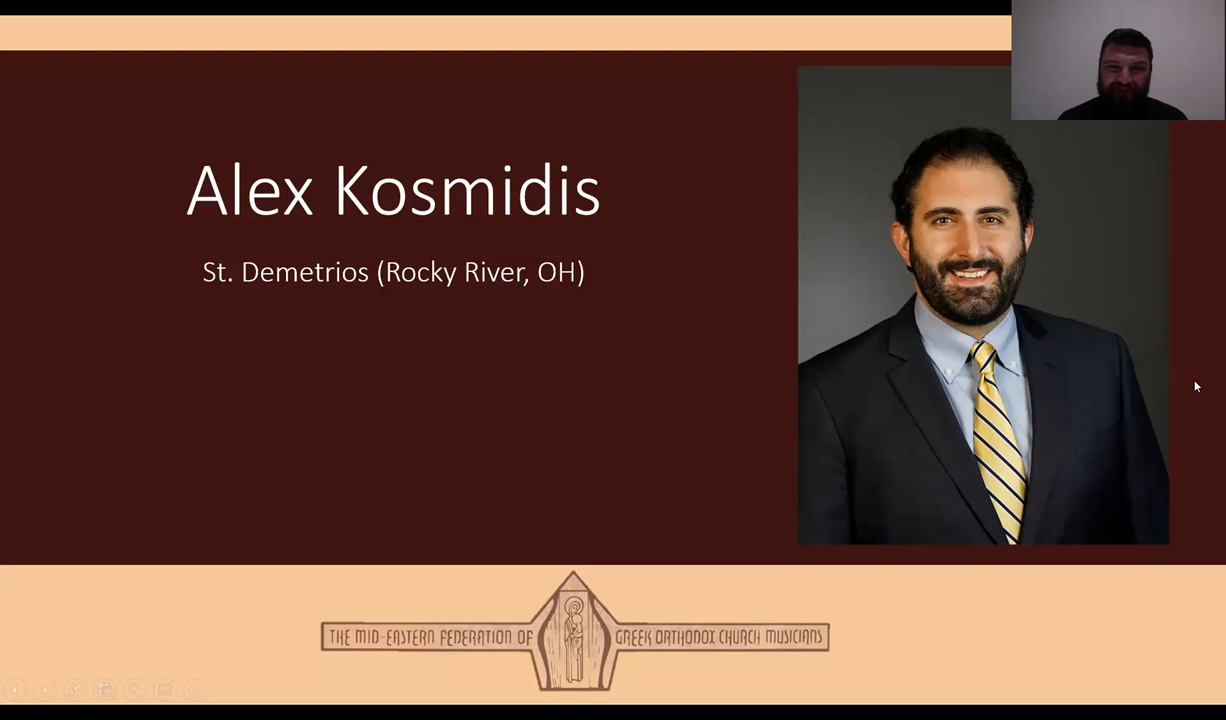 Alex Kosmidis
St. Demetrios (Rocky River, OH)
THE MID-EASTERN FEDERATION OF GREEK ORTHODOX CHURCH MUSICIANS